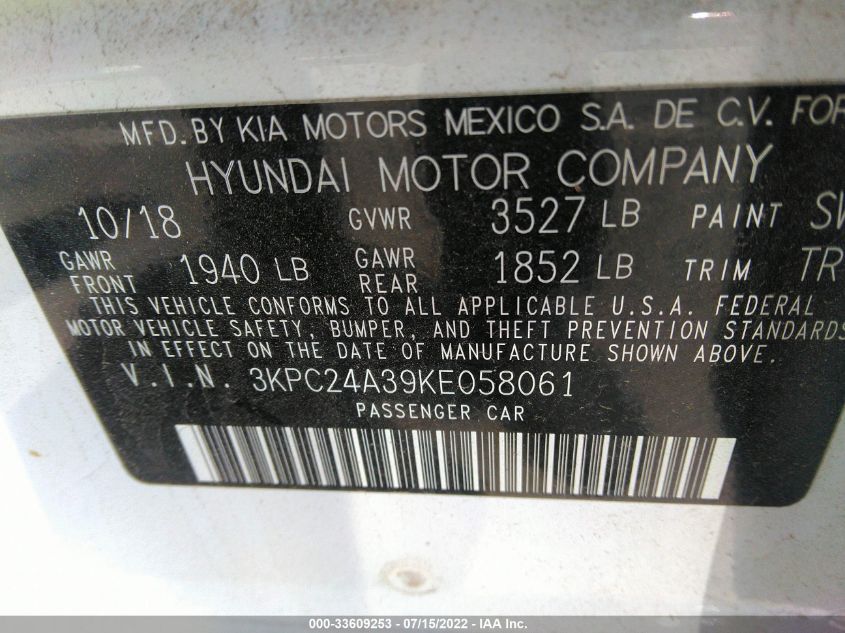 MFD. BY KIA MOTORS MEXICO S.A. DE C.V. FOR
HYUNDAI MOTOR COMPANY
10/18 GVWR 3527 LB PAINT
GAWR FRONT 1940 LB GAWR REAR 1852 LB TRIM
THIS VEHICLE CONFORMS TO ALL APPLICABLE U.S.A. FEDERAL
MOTOR VEHICLE SAFETY, BUMPER, AND THEFT PREVENTION STANDARDS
IN EFFECT ON THE DATE OF MANUFACTURE SHOWN ABOVE.
V.I.N. 3KPC24A39KE058061
PASSENGER CAR
000-33609253 - 07/15/2022 - IAA Inc.